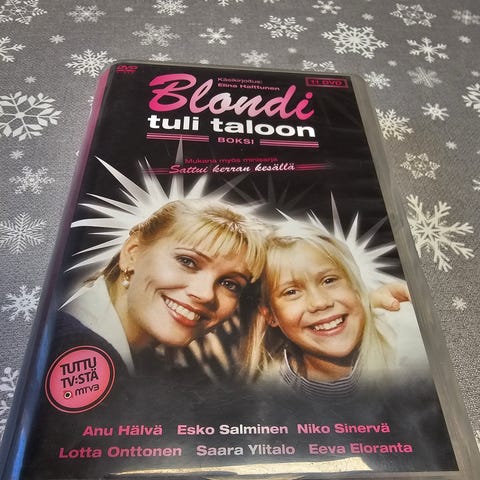 DVD
Käsikirjoitus:
Elina Halttunen
11 DVD
Blondi
tuli taloon
BOKSI
Mukana myös minisarja
Sattui kerran kesällä
TUTTU
TV:STÄ
MTV3
Anu Hälvä Esko Salminen Niko Sinervä
Lotta Onttonen Saara Ylitalo Eeva Eloranta